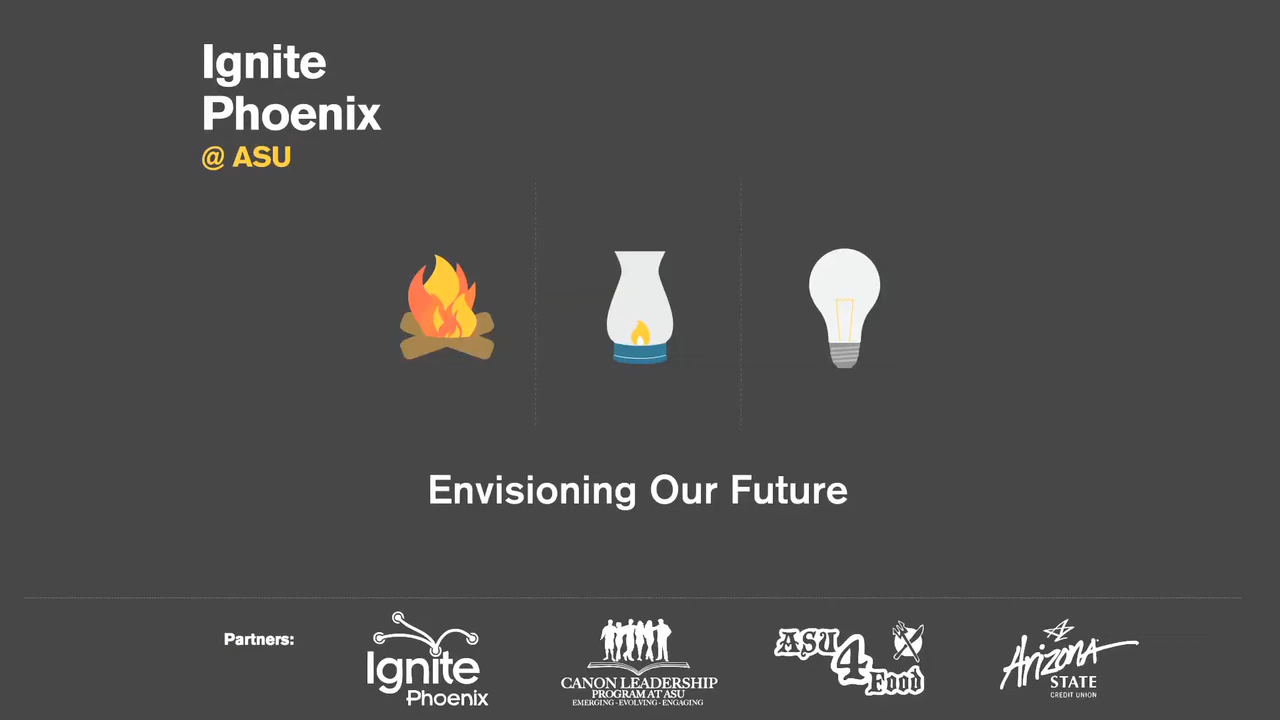 Ignite
Phoenix
@ ASU
Envisioning Our Future
Partners:
Ignite
Phoenix
CANON LEADERSHIP
PROGRAM AT ASU
EMERGING - EVOLVING - ENGAGING
ASU
4
Food
Arizona
STATE
CREDIT UNION